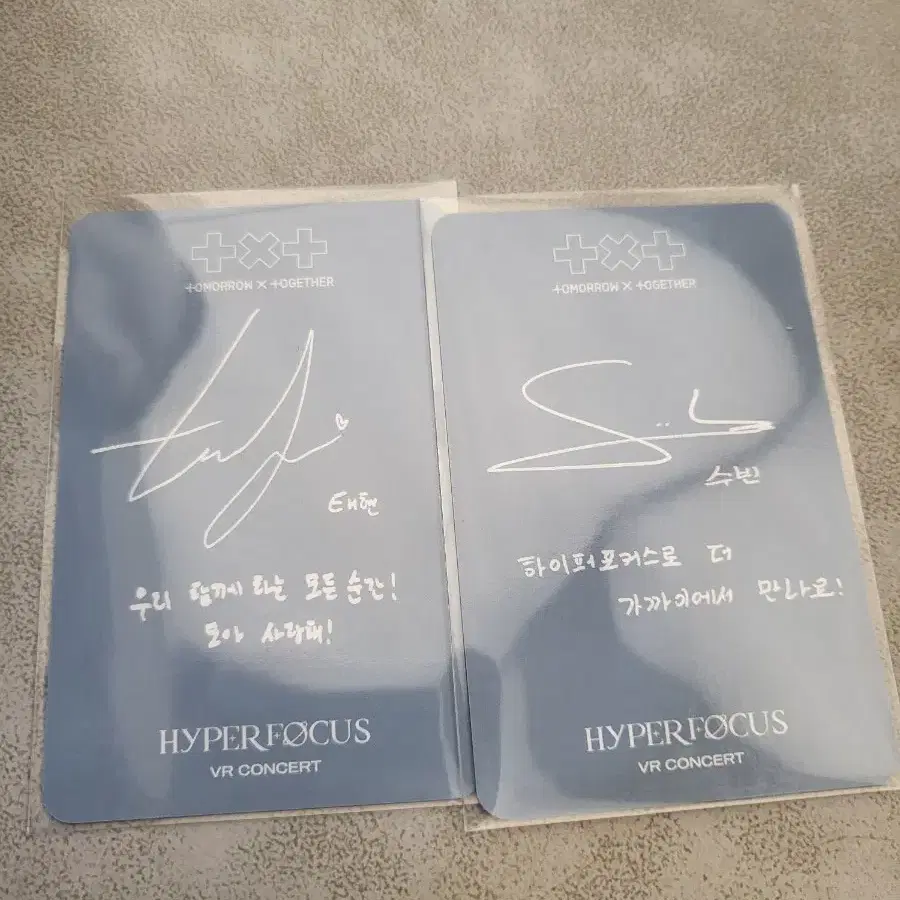 TOMORROW X TOGETHER
태현
우리 함께 하는 모든 순간!
모아 사랑해!
HYPERFØCUS
VR CONCERT
TOMORROW X TOGETHER
수빈
하이퍼포커스로 더
가까이에서 만나요!
HYPERFØCUS
VR CONCERT